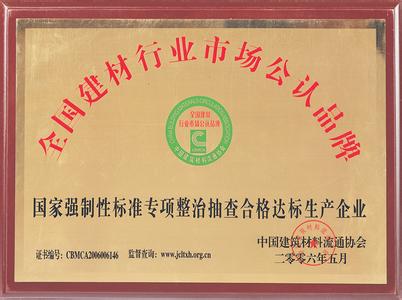 全国建材行业市场公认品牌
全国建材
行业市场公认品牌
CBMCA
中国建筑材料流通协会
国家强制性标准专项整治抽查合格达标生产企业
中国建筑材料流通协会
证书编号：CBMCA2006006146 监督查询：www.jcltxh.org.cn
二〇〇六年五月